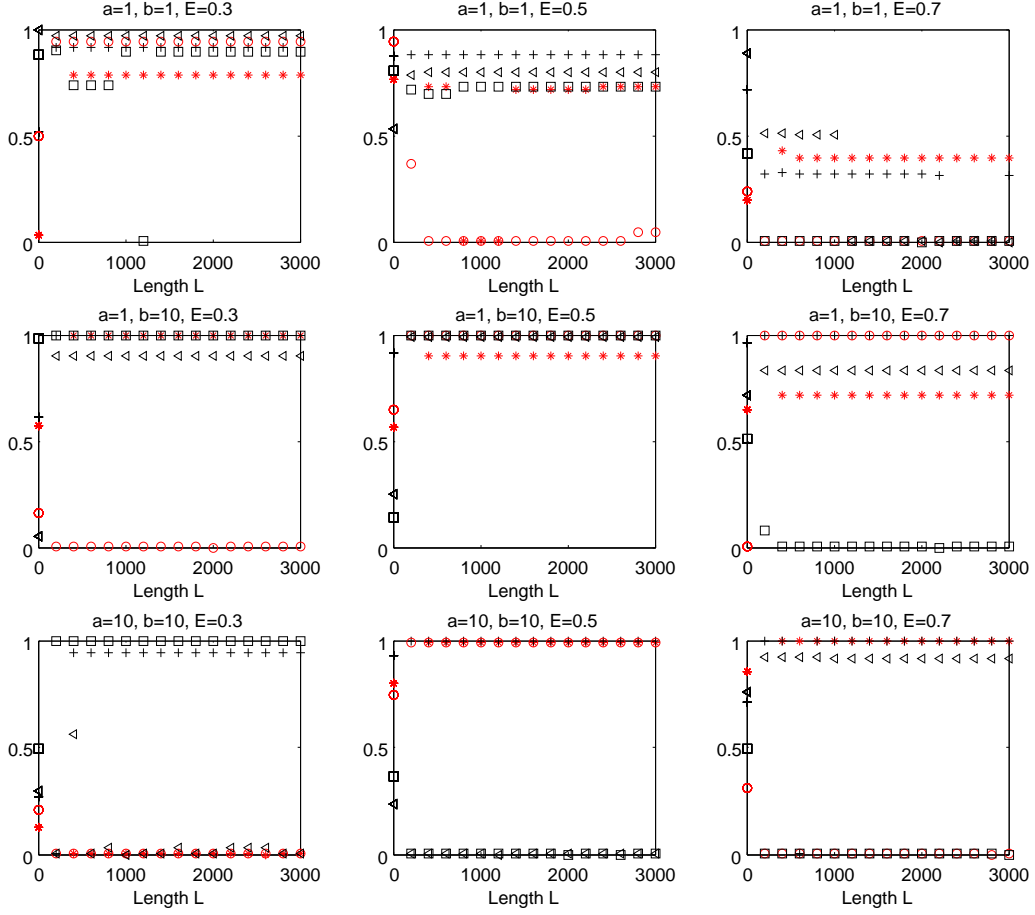 a=1, b=1, E=0.3
1
0.5
0
0 1000 2000 3000
Length L
a=1, b=1, E=0.5
1
0.5
0
0 1000 2000 3000
Length L
a=1, b=1, E=0.7
1
0.5
0
0 1000 2000 3000
Length L
a=1, b=10, E=0.3
1
0.5
0
0 1000 2000 3000
Length L
a=1, b=10, E=0.5
1
0.5
0
0 1000 2000 3000
Length L
a=1, b=10, E=0.7
1
0.5
0
0 1000 2000 3000
Length L
a=10, b=10, E=0.3
1
0.5
0
0 1000 2000 3000
Length L
a=10, b=10, E=0.5
1
0.5
0
0 1000 2000 3000
Length L
a=10, b=10, E=0.7
1
0.5
0
0 1000 2000 3000
Length L